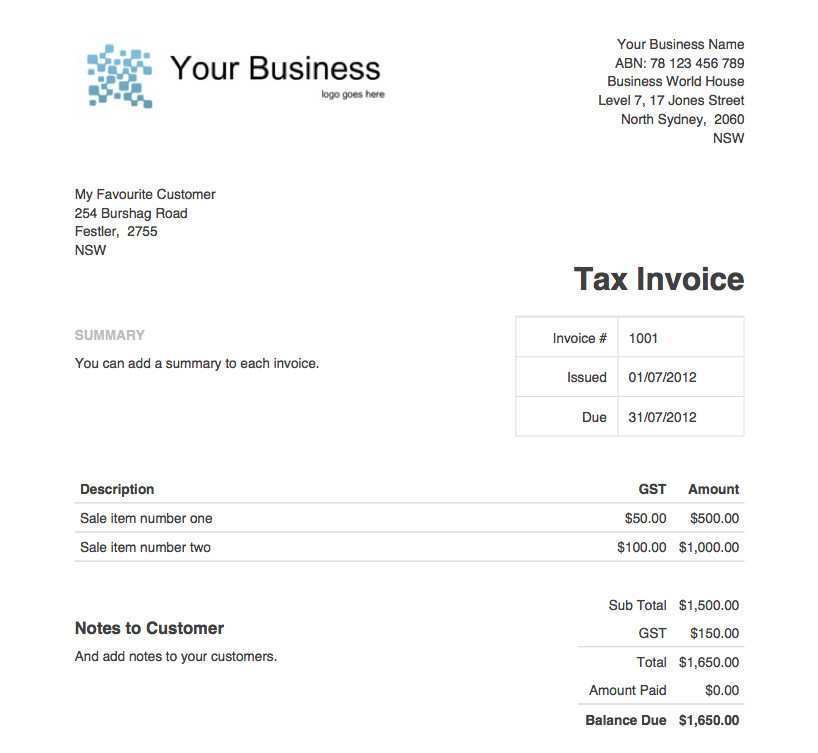 Your Business
logo goes here
Your Business Name
ABN: 78 123 456 789
Business World House
Level 7, 17 Jones Street
North Sydney,  2060
NSW
My Favourite Customer
254 Burshag Road
Festler,  2755
NSW
Tax Invoice
SUMMARY
You can add a summary to each invoice.
Invoice # 1001
Issued 01/07/2012
Due 31/07/2012
Description GST Amount
Sale item number one $50.00 $500.00
Sale item number two $100.00 $1,000.00
Sub Total $1,500.00
GST $150.00
Total $1,650.00
Amount Paid $0.00
Balance Due $1,650.00
Notes to Customer
And add notes to your customers.